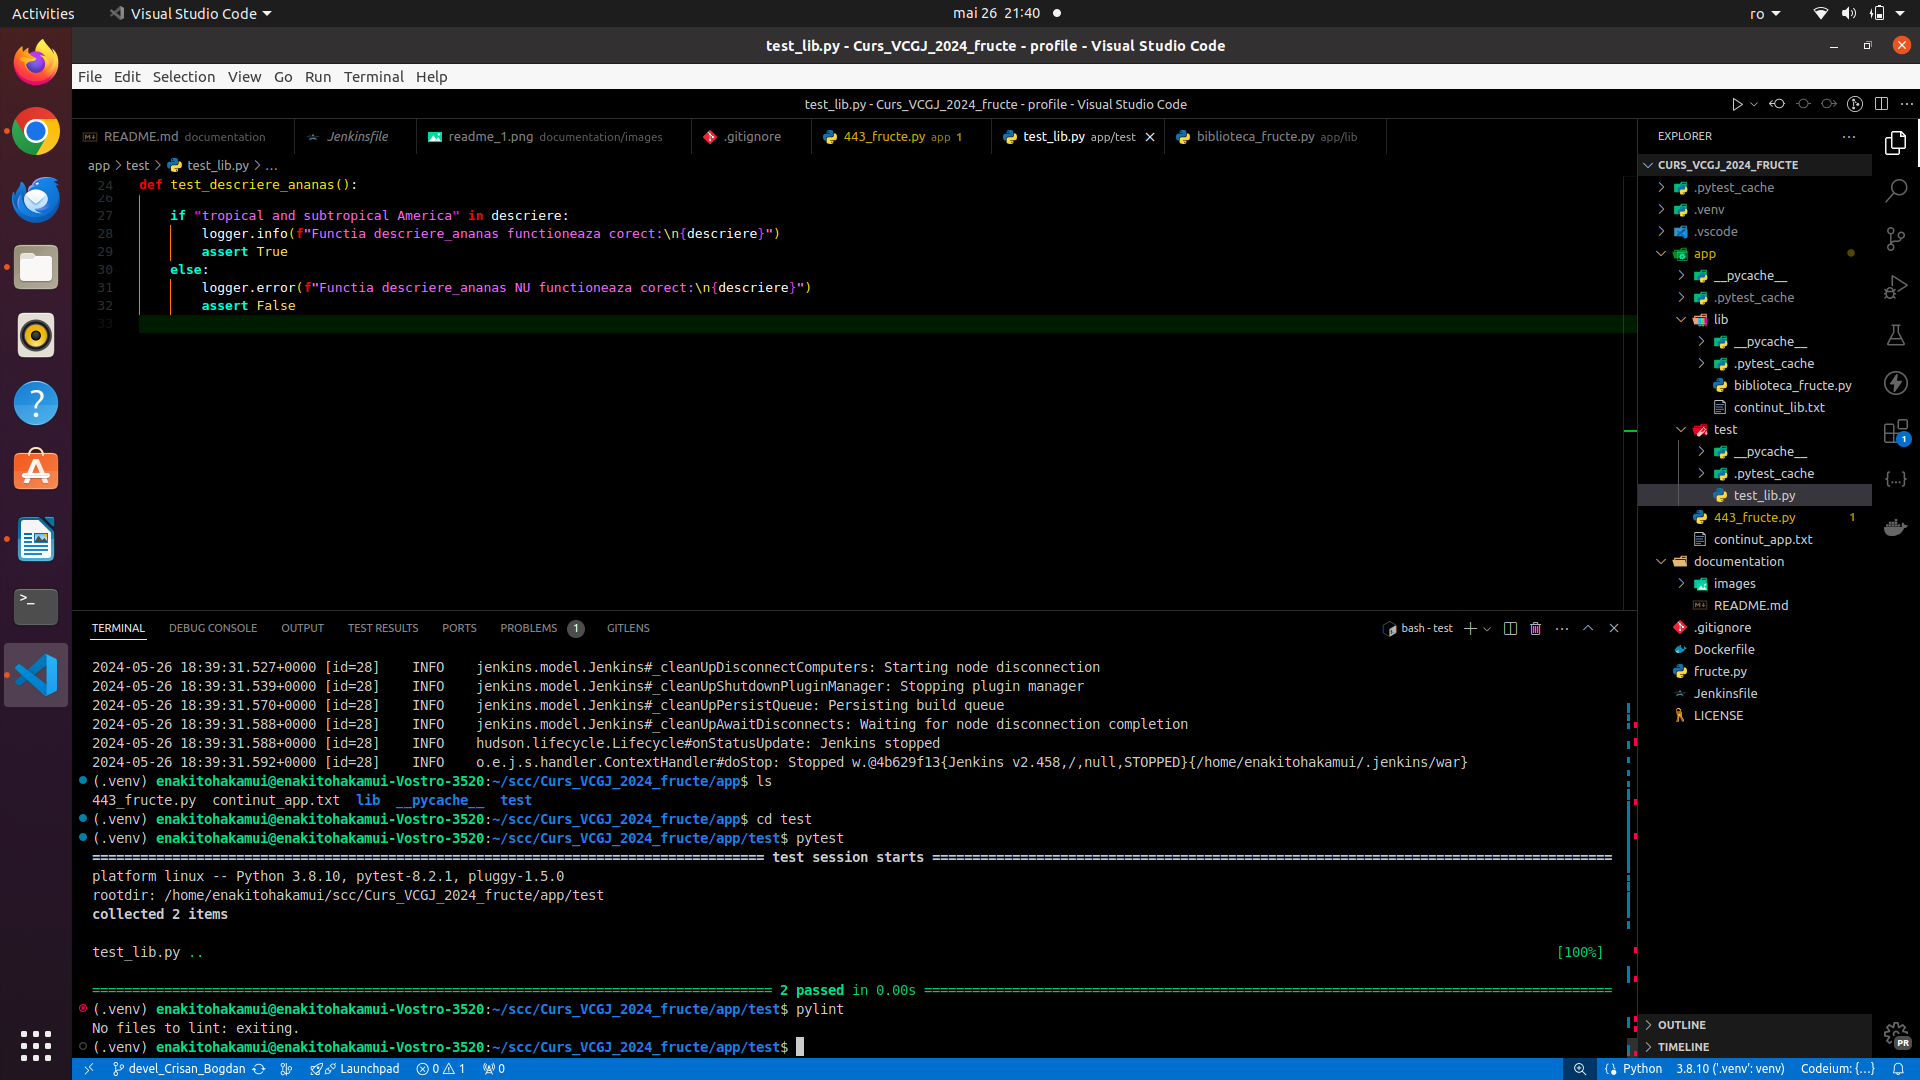 Activities
Visual Studio Code
mai 26 21:40
ro
test_lib.py - Curs_VCGJ_2024_fructe - profile - Visual Studio Code
File Edit Selection View Go Run Terminal Help
test_lib.py - Curs_VCGJ_2024_fructe - profile - Visual Studio Code
README.md documentation
Jenkinsfile
readme_1.png documentation/images
.gitignore
443_fructe.py app 1
test_lib.py app/test
biblioteca_fructe.py app/lib
app > test > test_lib.py > ...
24 def test_descriere_ananas():
26
27 if "tropical and subtropical America" in descriere:
28 logger.info(f"Functia descriere_ananas functioneaza corect:\n{descriere}")
29 assert True
30 else:
31 logger.error(f"Functia descriere_ananas NU functioneaza corect:\n{descriere}")
32 assert False
33
TERMINAL DEBUG CONSOLE OUTPUT TEST RESULTS PORTS PROBLEMS 1 GITLENS
bash - test
2024-05-26 18:39:31.527+0000 [id=28] INFO jenkins.model.Jenkins#_cleanUpDisconnectComputers: Starting node disconnection
2024-05-26 18:39:31.539+0000 [id=28] INFO jenkins.model.Jenkins#_cleanUpShutdownPluginManager: Stopping plugin manager
2024-05-26 18:39:31.570+0000 [id=28] INFO jenkins.model.Jenkins#_cleanUpPersistQueue: Persisting build queue
2024-05-26 18:39:31.588+0000 [id=28] INFO jenkins.model.Jenkins#_cleanUpAwaitDisconnects: Waiting for node disconnection completion
2024-05-26 18:39:31.588+0000 [id=28] INFO hudson.lifecycle.Lifecycle#onStatusUpdate: Jenkins stopped
2024-05-26 18:39:31.592+0000 [id=28] INFO o.e.j.s.handler.ContextHandler#doStop: Stopped w.@4b629f13{Jenkins v2.458,/,null,STOPPED}{/home/enakitohakamui/.jenkins/war}
(.venv) enakitohakamui@enakitohakamui-Vostro-3520:~/scc/Curs_VCGJ_2024_fructe/app$ ls
443_fructe.py continut_app.txt lib __pycache__ test
(.venv) enakitohakamui@enakitohakamui-Vostro-3520:~/scc/Curs_VCGJ_2024_fructe/app$ cd test
(.venv) enakitohakamui@enakitohakamui-Vostro-3520:~/scc/Curs_VCGJ_2024_fructe/app/test$ pytest
==================== test session starts ====================
platform linux -- Python 3.8.10, pytest-8.2.1, pluggy-1.5.0
rootdir: /home/enakitohakamui/scc/Curs_VCGJ_2024_fructe/app/test
collected 2 items
test_lib.py .. [100%]
==================== 2 passed in 0.00s ====================
(.venv) enakitohakamui@enakitohakamui-Vostro-3520:~/scc/Curs_VCGJ_2024_fructe/app/test$ pylint
No files to lint: exiting.
(.venv) enakitohakamui@enakitohakamui-Vostro-3520:~/scc/Curs_VCGJ_2024_fructe/app/test$
EXPLORER
CURS_VCGJ_2024_FRUCTE
.pytest_cache
.venv
.vscode
app
__pycache__
.pytest_cache
lib
__pycache__
.pytest_cache
biblioteca_fructe.py
continut_lib.txt
test
__pycache__
.pytest_cache
test_lib.py
443_fructe.py 1
continut_app.txt
documentation
images
README.md
.gitignore
Dockerfile
fructe.py
Jenkinsfile
LICENSE
OUTLINE
TIMELINE
1
PR
devel_Crisan_Bogdan
Launchpad
0 1
0
Python
3.8.10 ('.venv': venv)
Codeium: {...}